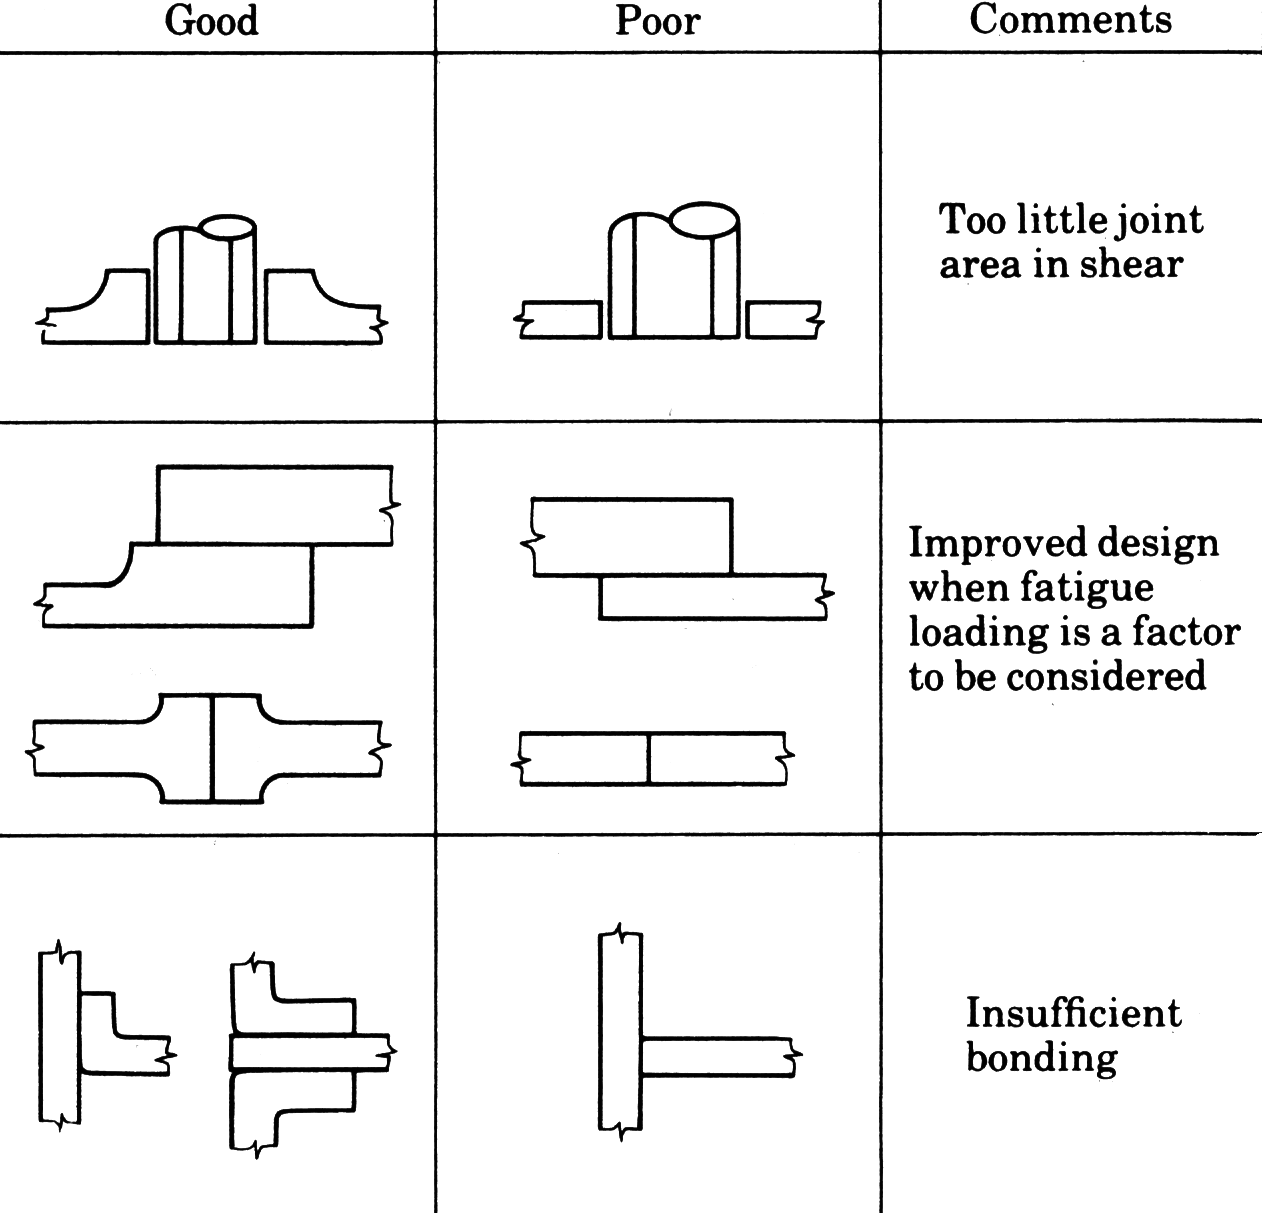 Good
Poor
Comments
Too little joint
area in shear
Improved design
when fatigue
loading is a factor
to be considered
Insufficient
bonding